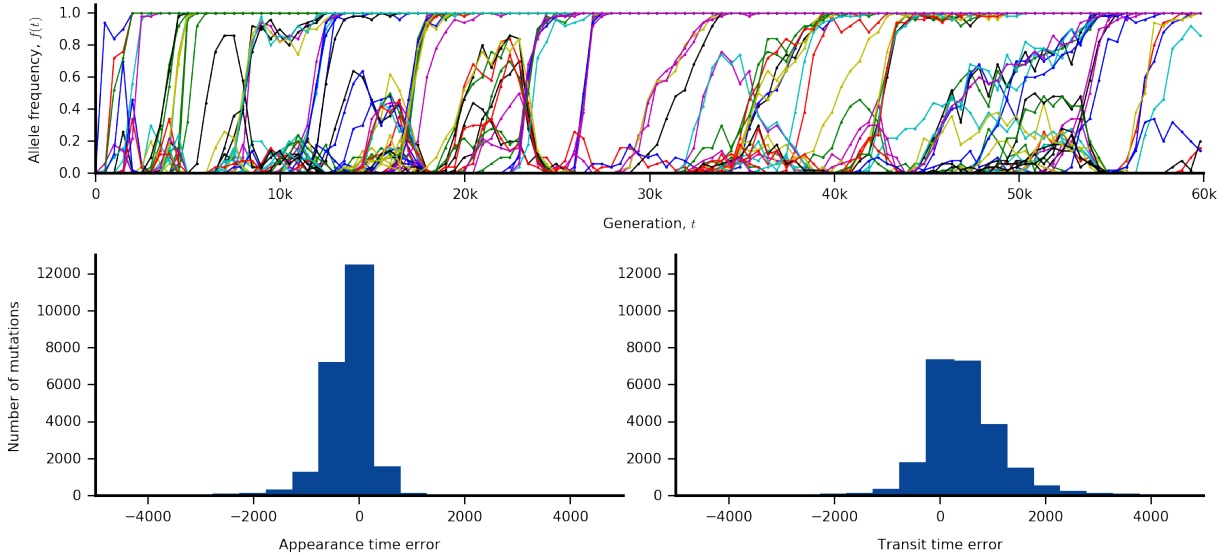 1.0
0.8
0.6
0.4
0.2
0.0
Allele frequency, f(t)
0 10k 20k 30k 40k 50k 60k
Generation, t
12000
10000
8000
6000
4000
2000
0
Number of mutations
−4000 −2000 0 2000 4000
Appearance time error
12000
10000
8000
6000
4000
2000
0
−4000 −2000 0 2000 4000
Transit time error